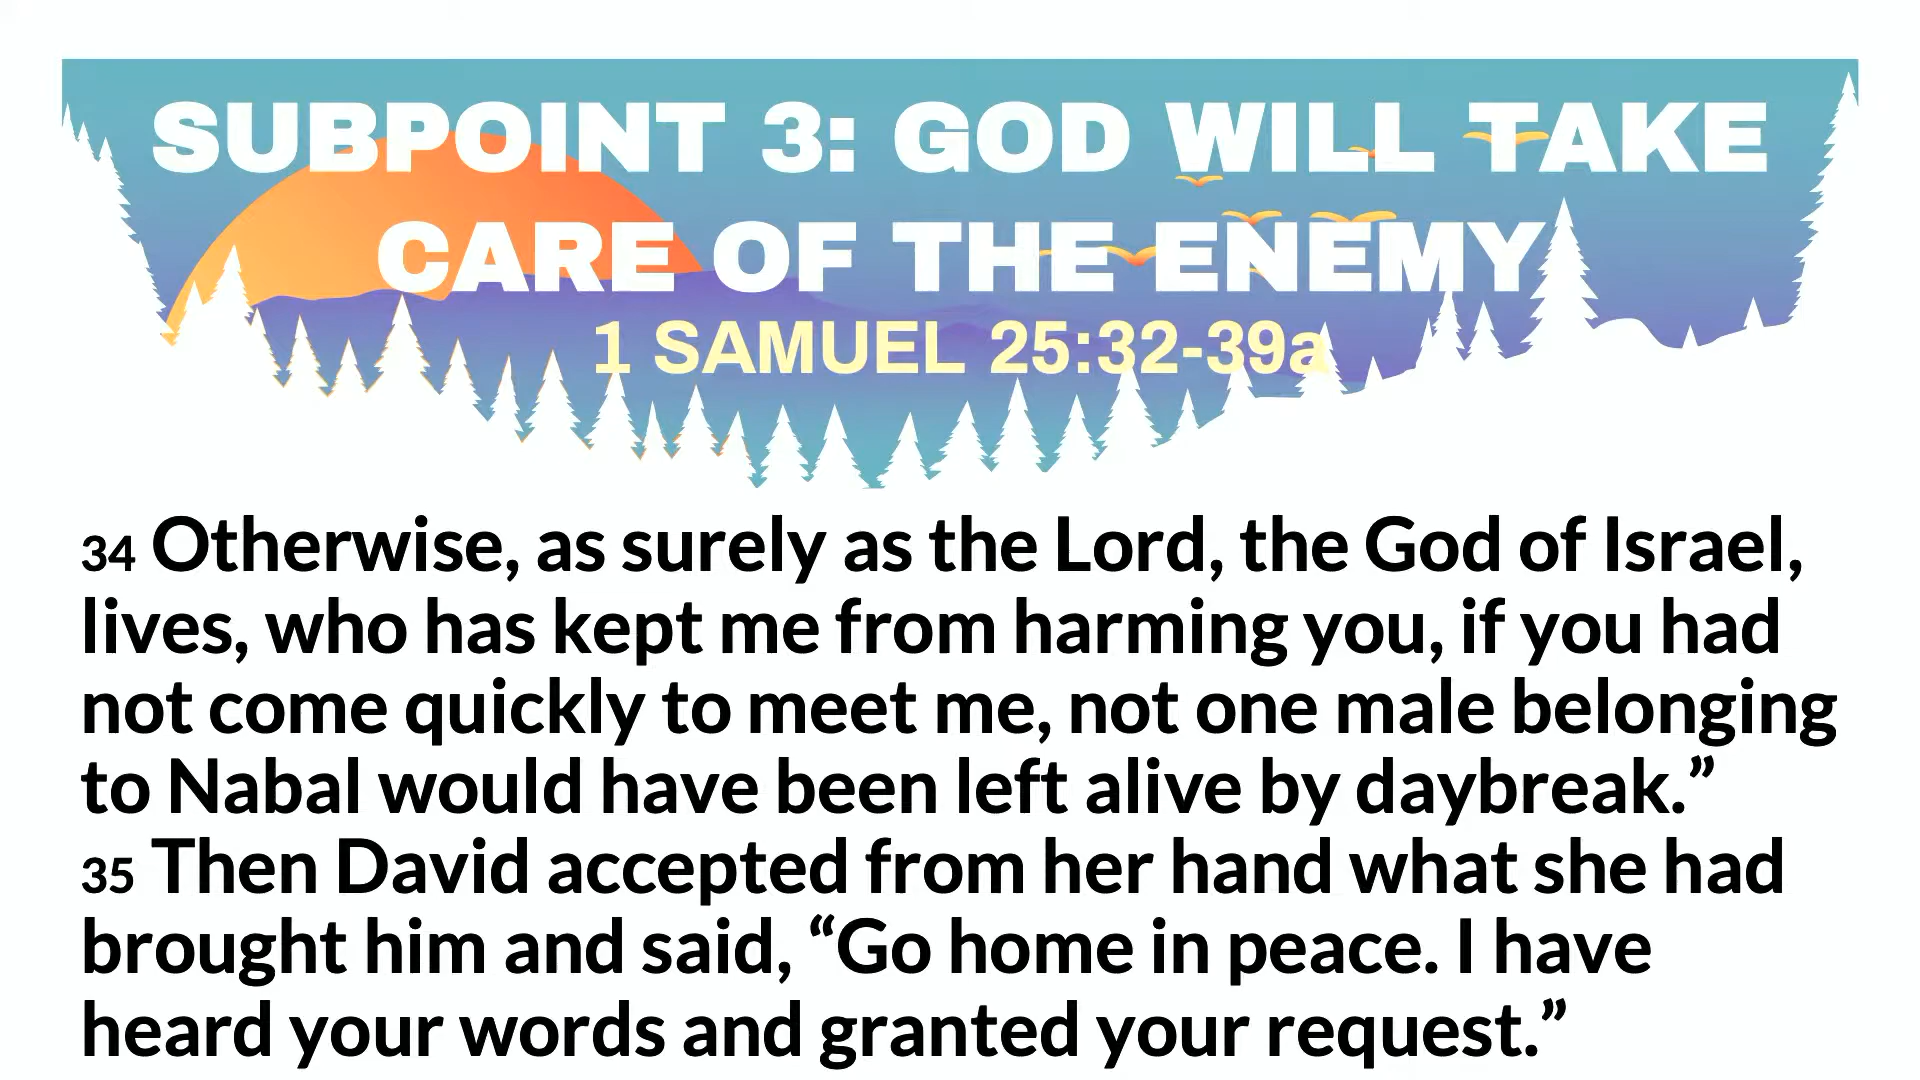 SUBPOINT 3: GOD WILL TAKE
CARE OF THE ENEMY
1 SAMUEL 25:32-39a
34 Otherwise, as surely as the Lord, the God of Israel,
lives, who has kept me from harming you, if you had
not come quickly to meet me, not one male belonging
to Nabal would have been left alive by daybreak.”
35 Then David accepted from her hand what she had
brought him and said, “Go home in peace. I have
heard your words and granted your request.”